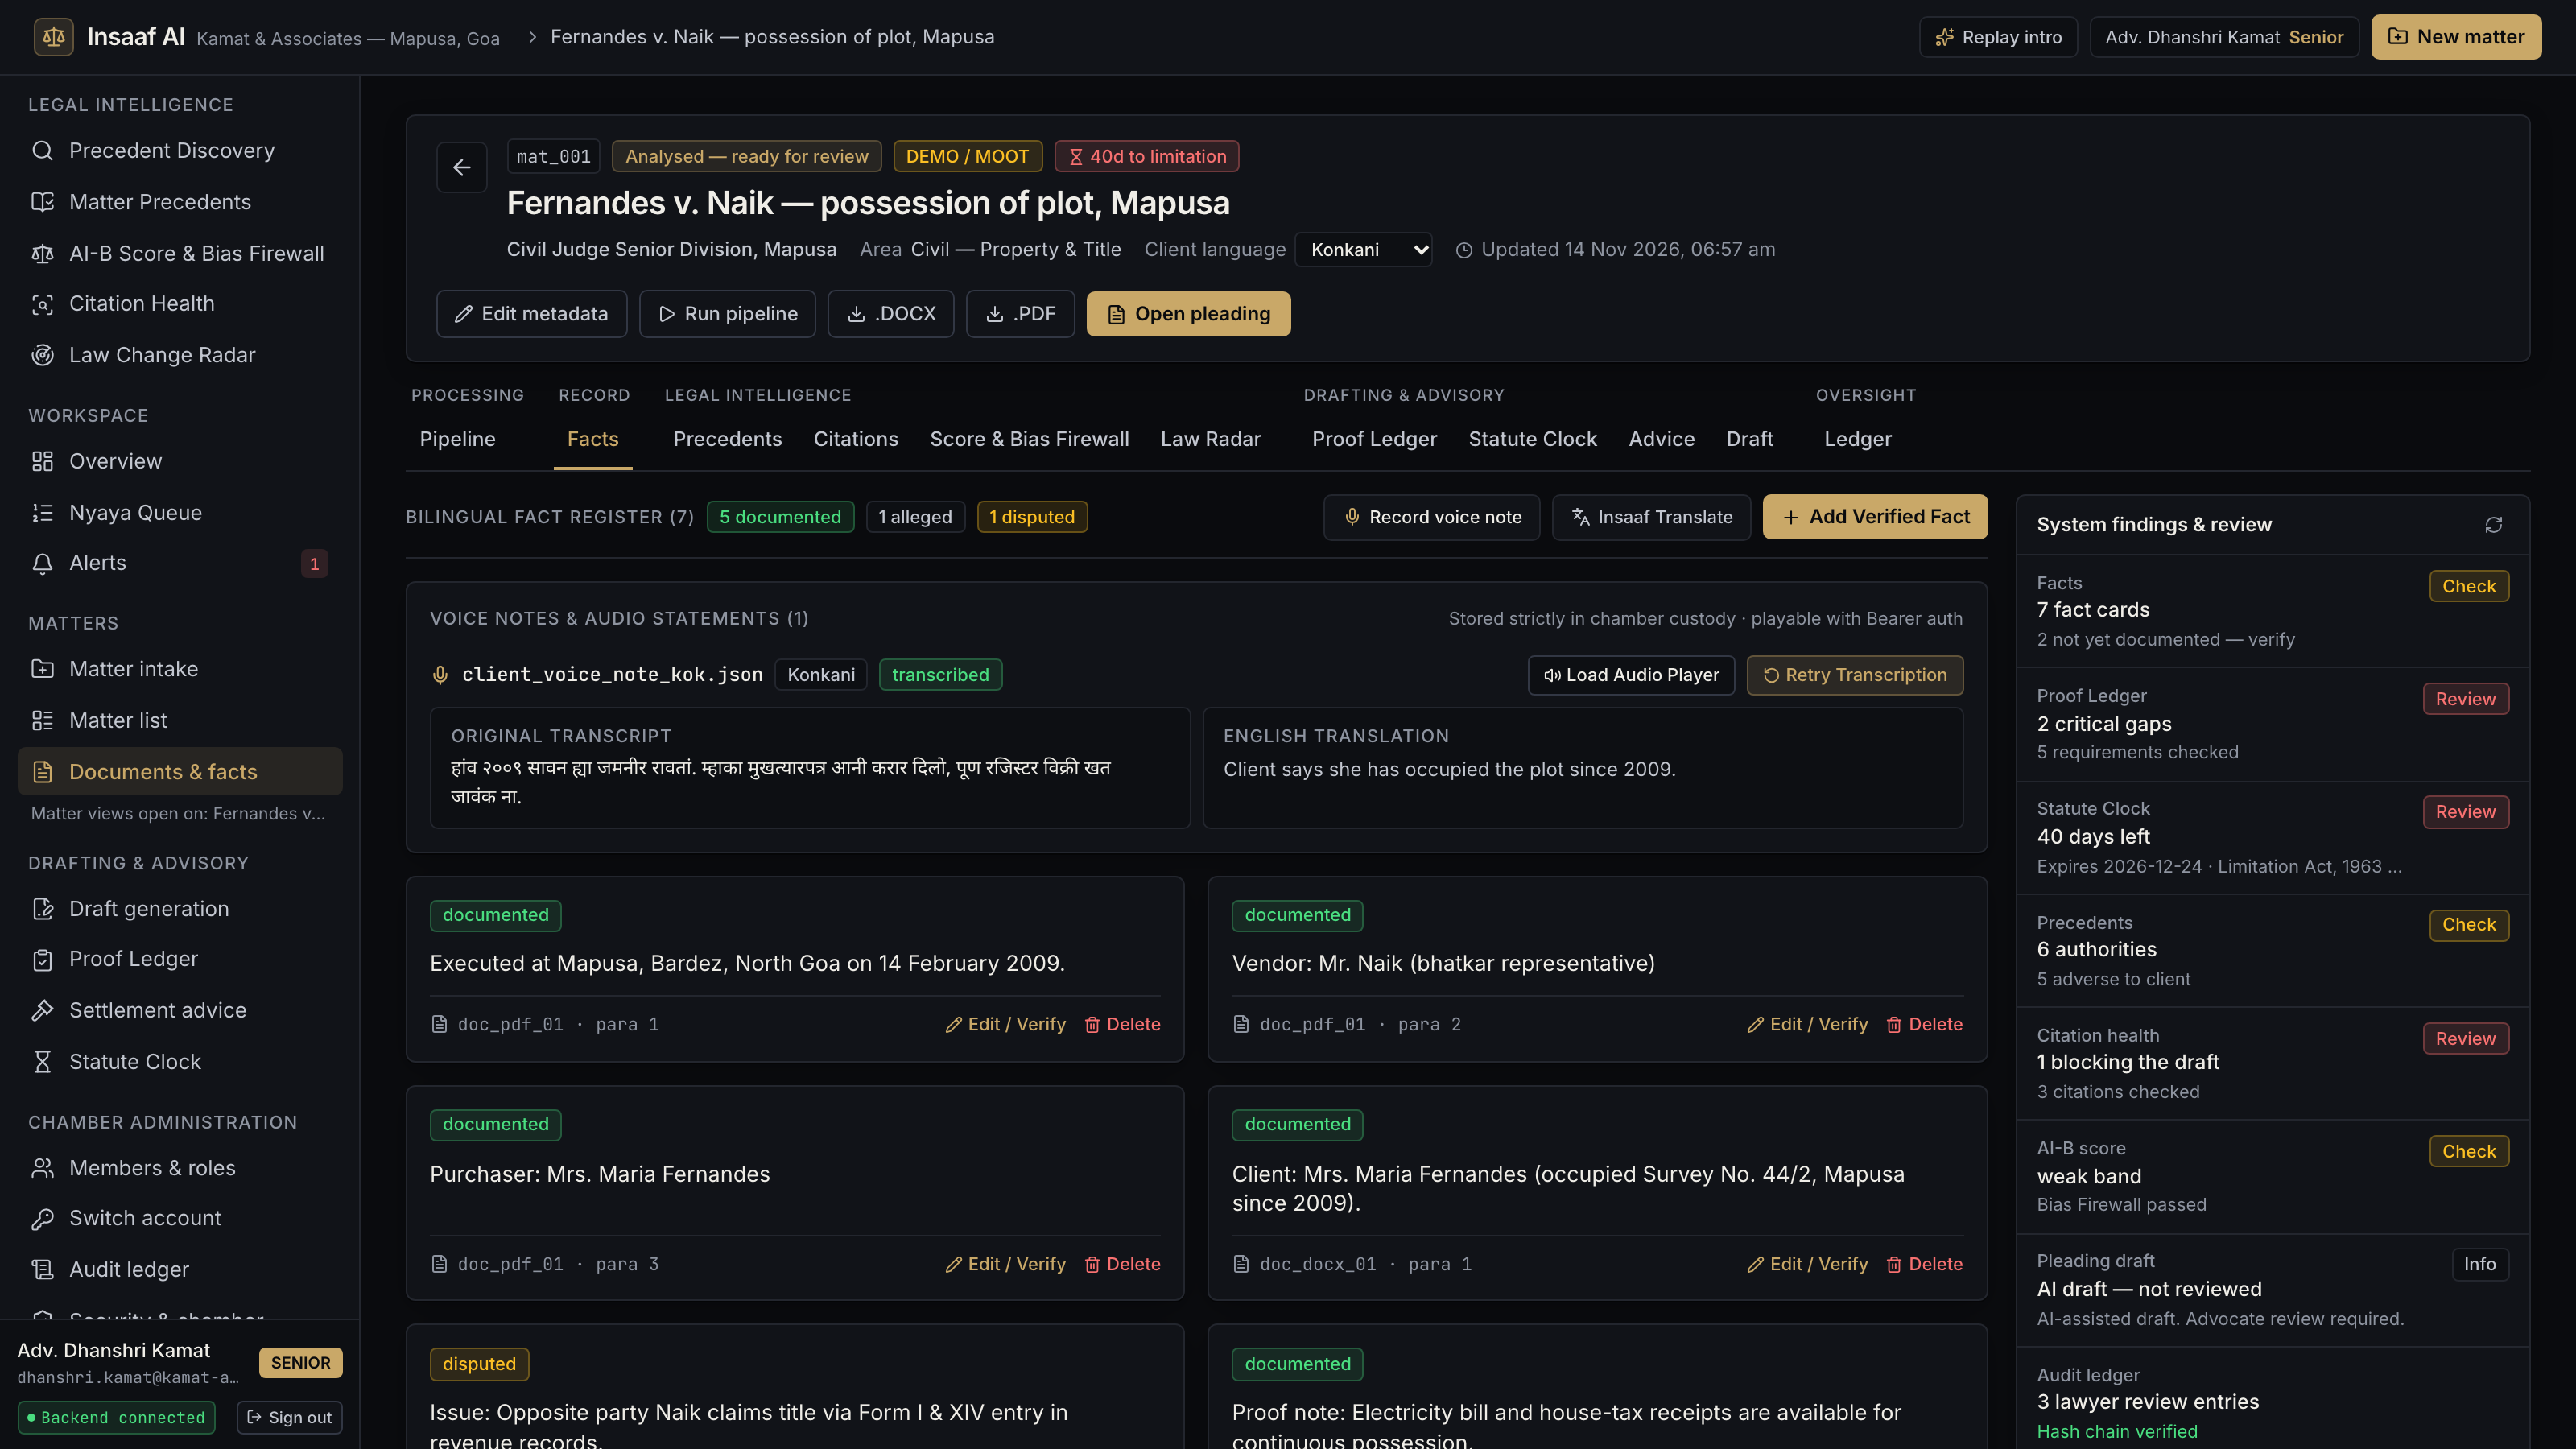 Insaaf AI Kamat & Associates — Mapusa, Goa
Fernandes v. Naik — possession of plot, Mapusa
Replay intro
Adv. Dhanshri Kamat Senior
New matter
LEGAL INTELLIGENCE
Precedent Discovery
Matter Precedents
AI-B Score & Bias Firewall
Citation Health
Law Change Radar
WORKSPACE
Overview
Nyaya Queue
Alerts 1
MATTERS
Matter intake
Matter list
Documents & facts
Matter views open on: Fernandes v…
DRAFTING & ADVISORY
Draft generation
Proof Ledger
Settlement advice
Statute Clock
CHAMBER ADMINISTRATION
Members & roles
Switch account
Audit ledger
Security & chamber
Adv. Dhanshri Kamat
SENIOR
dhanshri.kamat@kamat-a…
Backend connected
Sign out
mat_001 Analysed — ready for review DEMO / MOOT 40d to limitation
Fernandes v. Naik — possession of plot, Mapusa
Civil Judge Senior Division, Mapusa Area Civil — Property & Title Client language Konkani Updated 14 Nov 2026, 06:57 am
Edit metadata Run pipeline .DOCX .PDF Open pleading
PROCESSING RECORD LEGAL INTELLIGENCE DRAFTING & ADVISORY OVERSIGHT
Pipeline Facts Precedents Citations Score & Bias Firewall Law Radar Proof Ledger Statute Clock Advice Draft Ledger
BILINGUAL FACT REGISTER (7) 5 documented 1 alleged 1 disputed Record voice note Insaaf Translate Add Verified Fact
VOICE NOTES & AUDIO STATEMENTS (1) Stored strictly in chamber custody · playable with Bearer auth
client_voice_note_kok.json Konkani transcribed Load Audio Player Retry Transcription
ORIGINAL TRANSCRIPT
हांव २००९ सावन ह्या जमनीर रावतां. म्हाका मुखत्यारपत्र आनी करार दिलो, पूण रजिस्टर विक्री खत
जावंक ना.
ENGLISH TRANSLATION
Client says she has occupied the plot since 2009.
documented
Executed at Mapusa, Bardez, North Goa on 14 February 2009.
doc_pdf_01 · para 1 Edit / Verify Delete
documented
Vendor: Mr. Naik (bhatkar representative)
doc_pdf_01 · para 2 Edit / Verify Delete
documented
Purchaser: Mrs. Maria Fernandes
doc_pdf_01 · para 3 Edit / Verify Delete
documented
Client: Mrs. Maria Fernandes (occupied Survey No. 44/2, Mapusa
since 2009).
doc_docx_01 · para 1 Edit / Verify Delete
disputed
Issue: Opposite party Naik claims title via Form I & XIV entry in
revenue records.
documented
Proof note: Electricity bill and house-tax receipts are available for
continuous possession.
System findings & review
Facts
Check
7 fact cards
2 not yet documented — verify
Proof Ledger
Review
2 critical gaps
5 requirements checked
Statute Clock
Review
40 days left
Expires 2026-12-24 · Limitation Act, 1963 …
Precedents
Check
6 authorities
5 adverse to client
Citation health
Review
1 blocking the draft
3 citations checked
AI-B score
Check
weak band
Bias Firewall passed
Pleading draft
Info
AI draft — not reviewed
AI-assisted draft. Advocate review required.
Audit ledger
3 lawyer review entries
Hash chain verified